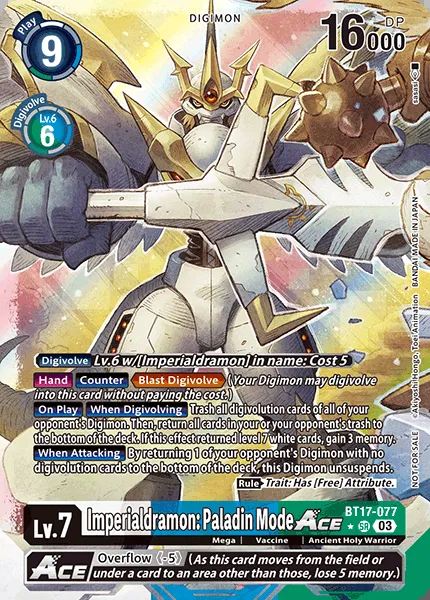 DIGIMON
Play
9
16000
DP
Digivolve
Lv.6
6
sasasi
BANDAI MADE IN JAPAN
©Akiyoshi Hongo, Toei Animation
NOT FOR SALE
Digivolve Lv.6 w/[Imperialdramon] in name: Cost 5
Hand Counter Blast Digivolve (Your Digimon may digivolve
into this card without paying the cost.)
On Play When Digivolving Trash all digivolution cards of all of your
opponent's Digimon. Then, return all cards in your or your opponent's trash to
the bottom of the deck. If this effect returned level 7 white cards, gain 3 memory.
When Attacking By returning 1 of your opponent's Digimon with no
digivolution cards to the bottom of the deck, this Digimon unsuspends.
Rule Trait: Has [Free] Attribute.
Lv.7
Imperialdramon: Paladin Mode ACE
BT17-077
★ SR 03
Mega | Vaccine | Ancient Holy Warrior
ACE Overflow《-5》 (As this card moves from the field or
under a card to an area other than those, lose 5 memory.)